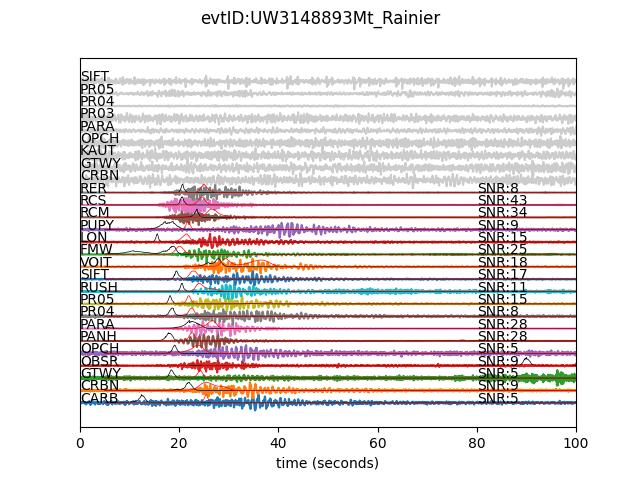 evtID:UW3148893Mt_Rainier
SIFT
PR05
PR04
PR03
PARA
OPCH
KAUT
GTWY
CRBN
RER SNR:8
RCS SNR:43
RCM SNR:34
PUPY SNR:9
LON SNR:15
FMW SNR:25
VOIT SNR:18
SIFT SNR:17
RUSH SNR:11
PR05 SNR:15
PR04 SNR:8
PARA SNR:28
PANH SNR:28
OPCH SNR:5
OBSR SNR:9
GTWY SNR:5
CRBN SNR:9
CARB SNR:5
0 20 40 60 80 100
time (seconds)